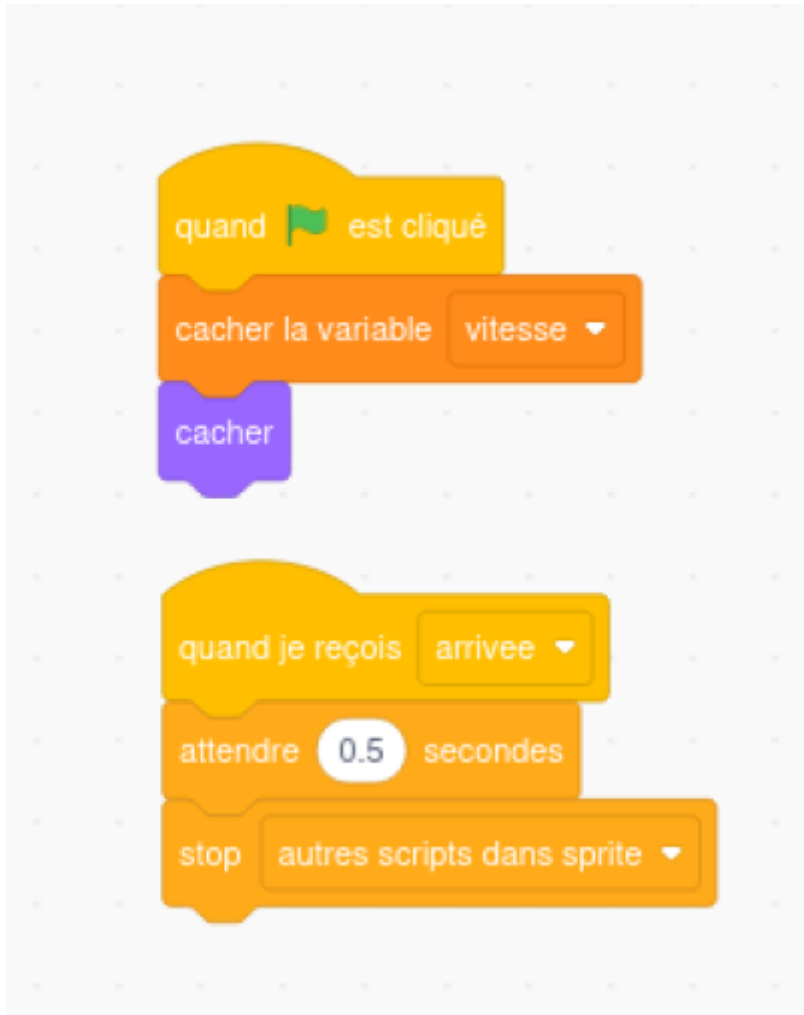 quand est cliqué
cacher la variable vitesse
cacher
quand je reçois arrivee
attendre 0.5 secondes
stop autres scripts dans sprite